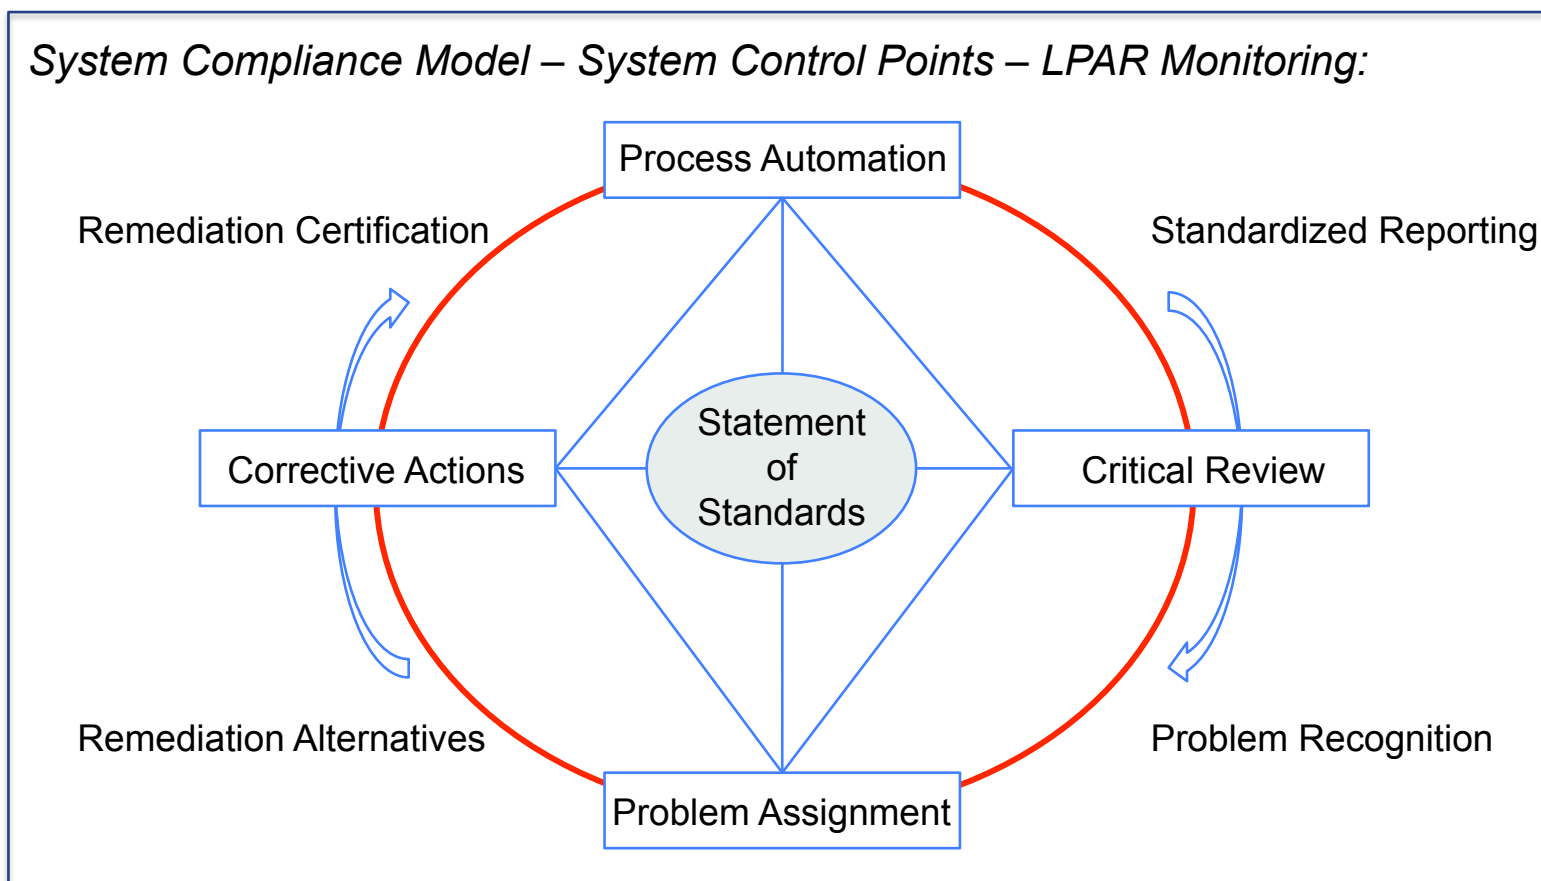 System Compliance Model – System Control Points – LPAR Monitoring:
Process Automation
Remediation Certification
Standardized Reporting
Statement
of
Standards
Corrective Actions
Critical Review
Remediation Alternatives
Problem Recognition
Problem Assignment